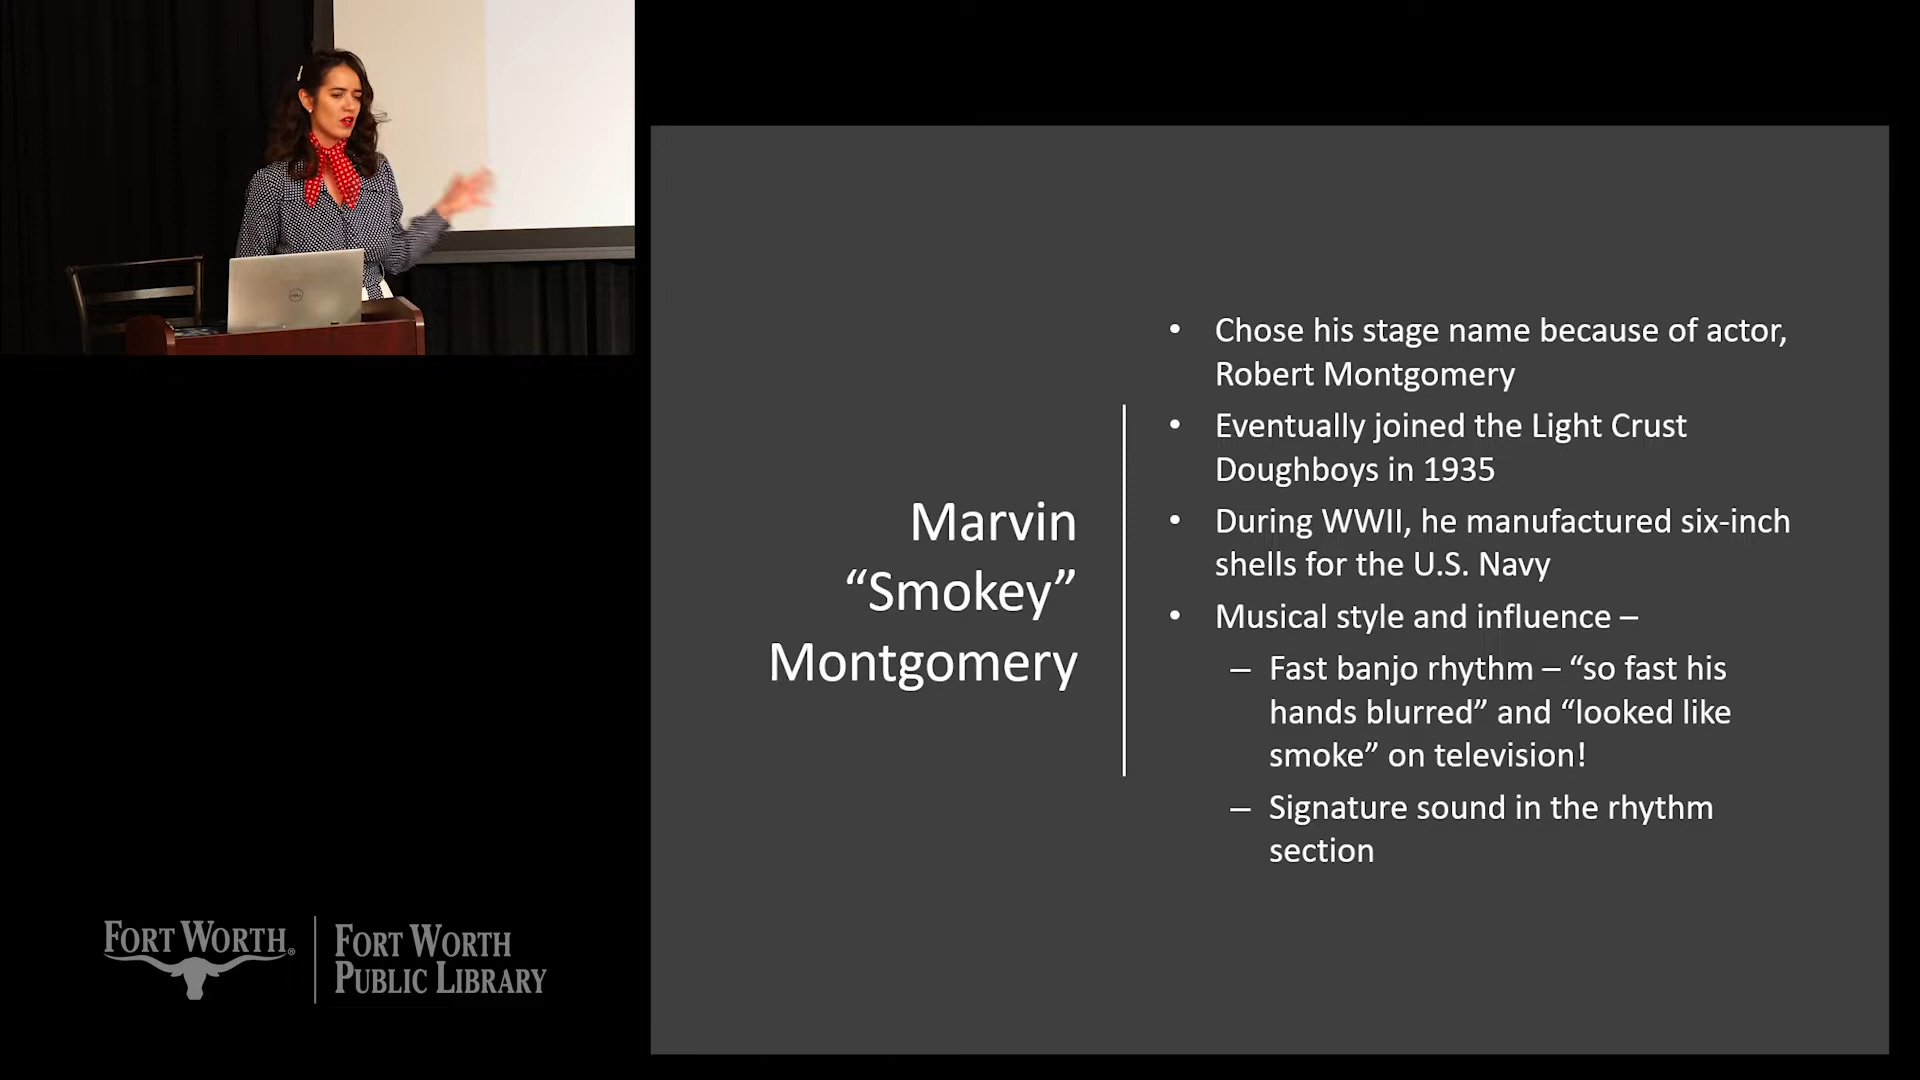 Marvin
“Smokey”
Montgomery
• Chose his stage name because of actor,
Robert Montgomery
• Eventually joined the Light Crust
Doughboys in 1935
• During WWII, he manufactured six-inch
shells for the U.S. Navy
• Musical style and influence –
– Fast banjo rhythm – “so fast his
hands blurred” and “looked like
smoke” on television!
– Signature sound in the rhythm
section
FORT WORTH®
FORT WORTH
PUBLIC LIBRARY
DELL